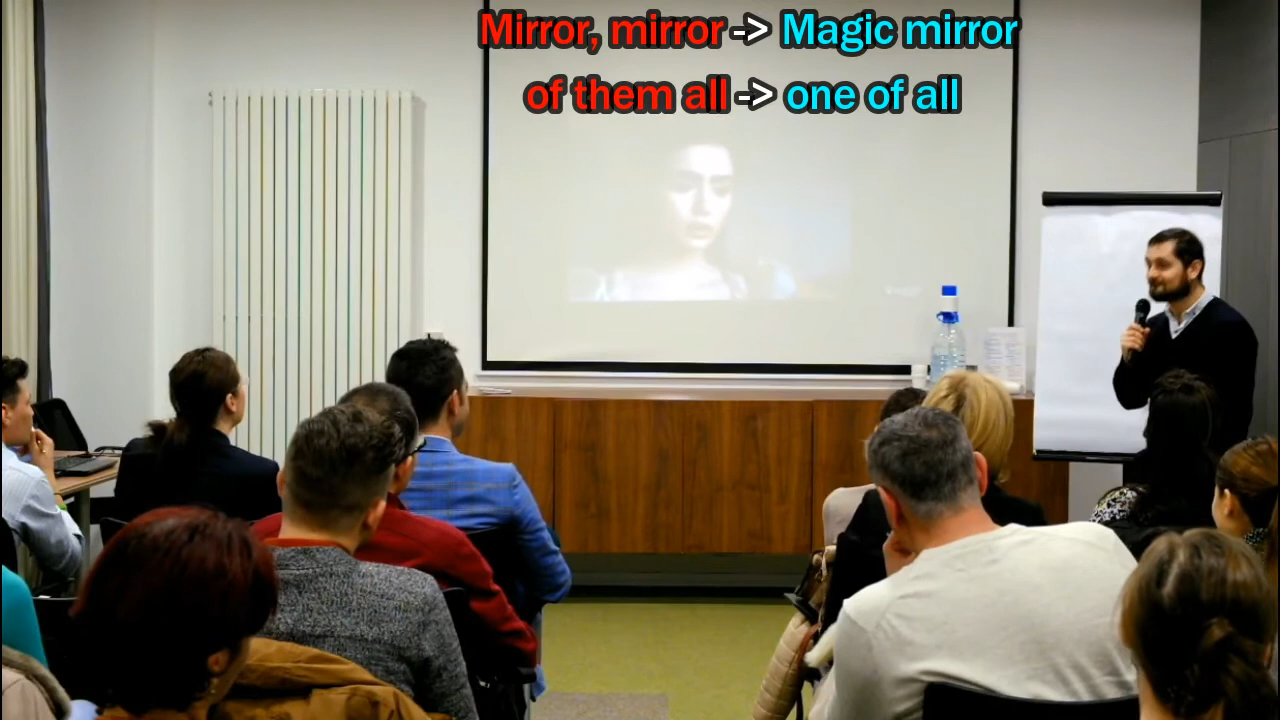 Mirror, mirror -> Magic mirror
of them all -> one of all